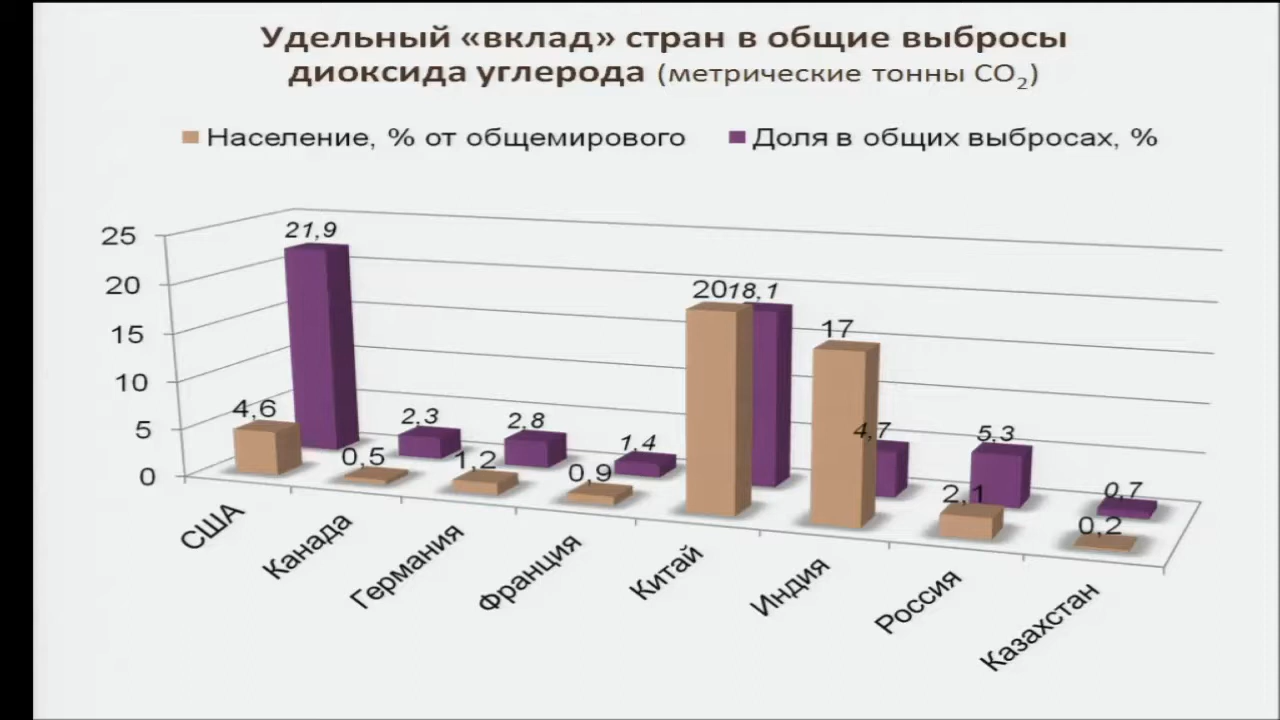 Удельный «вклад» стран в общие выбросы
диоксида углерода (метрические тонны CO₂)
Население, % от общемирового
Доля в общих выбросах, %
25
20
15
10
5
0
21,9
4,6
2,3
0,5
2,8
1,2
1,4
0,9
20
18,1
17
4,7
5,3
2,1
0,7
0,2
США
Канада
Германия
Франция
Китай
Индия
Россия
Казахстан